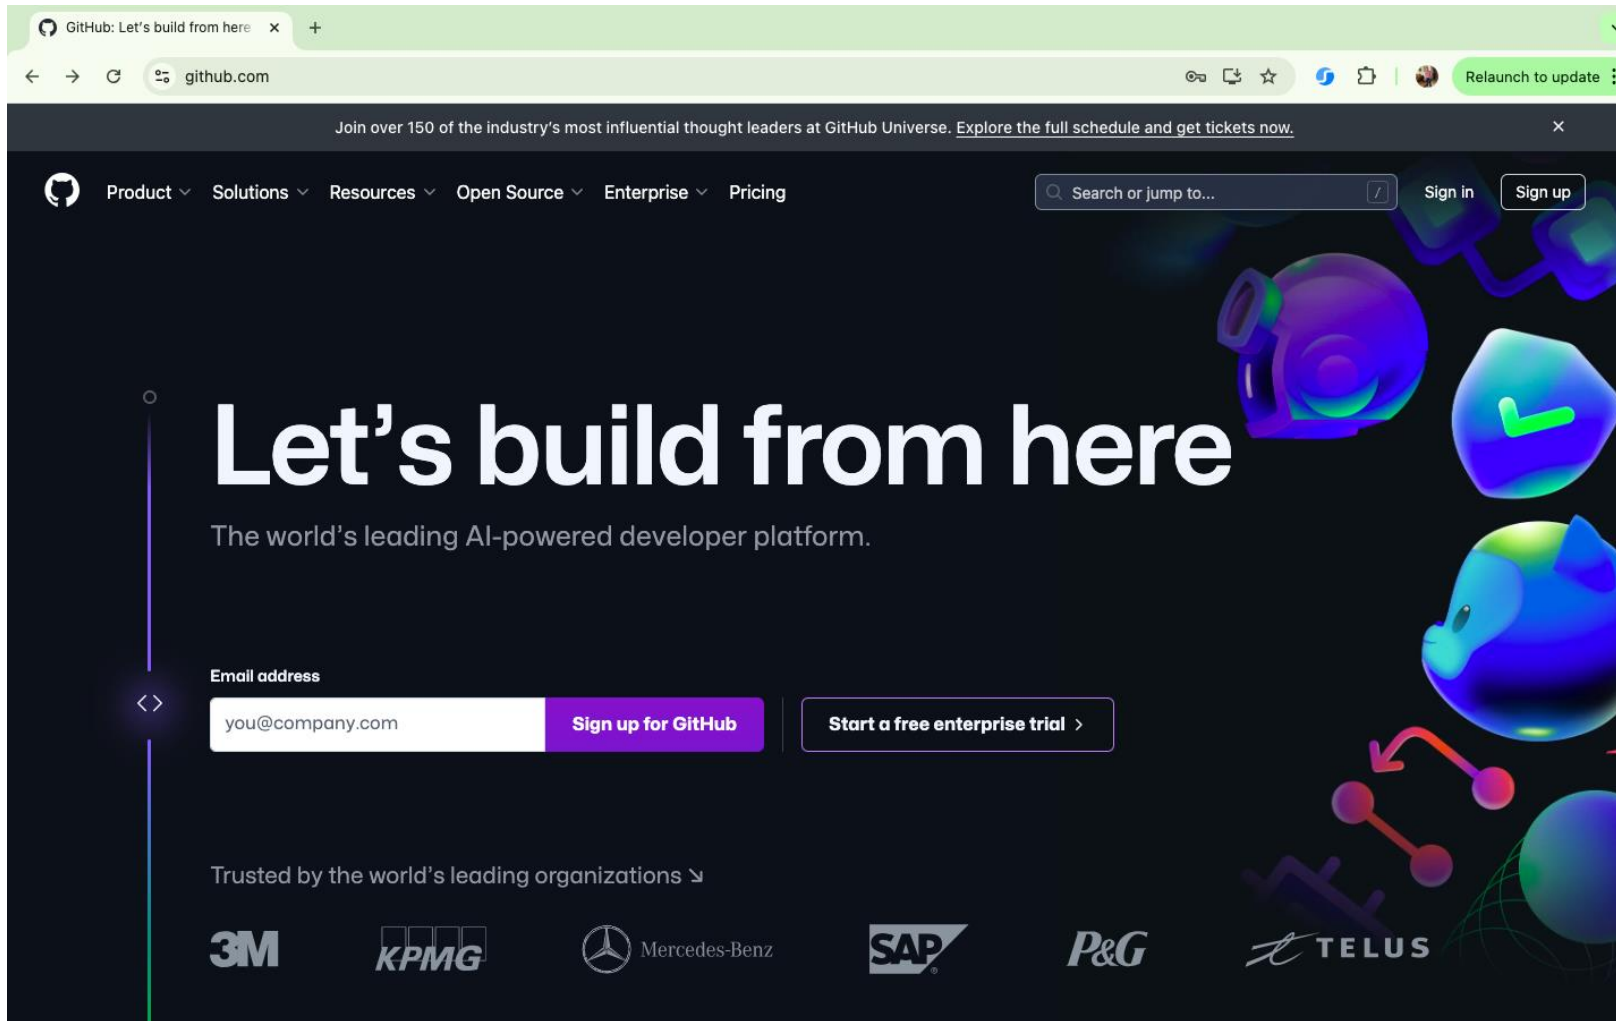 GitHub: Let's build from here
github.com
Relaunch to update
Join over 150 of the industry's most influential thought leaders at GitHub Universe. Explore the full schedule and get tickets now.
Product Solutions Resources Open Source Enterprise Pricing
Search or jump to... /
Sign in
Sign up
Let's build from here
The world's leading AI-powered developer platform.
Email address
you@company.com
Sign up for GitHub
Start a free enterprise trial
Trusted by the world's leading organizations
3M KPMG Mercedes-Benz SAP P&G TELUS